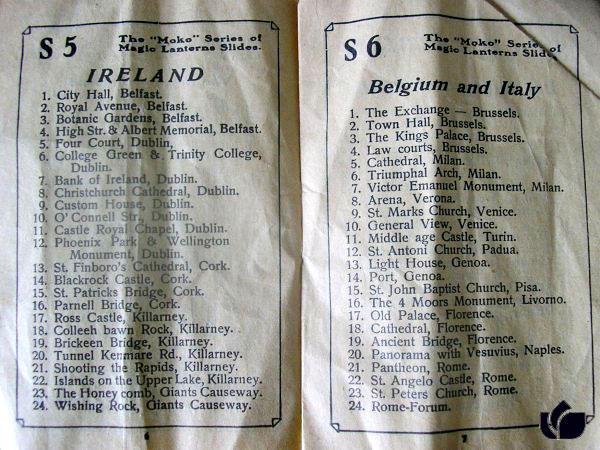 S 5
The "Moko" Series of
Magic Lanterns Slides.
IRELAND
1. City Hall, Belfast.
2. Royal Avenue, Belfast.
3. Botanic Gardens, Belfast.
4. High Str. & Albert Memorial, Belfast.
5. Four Court, Dublin,
6. College Green & Trinity College,
Dublin.
7. Bank of Ireland, Dublin.
8. Christchurch Cathedral, Dublin.
9. Custom House, Dublin.
10. O'Connell Str., Dublin.
11. Castle Royal Chapel, Dublin.
12. Phoenix Park & Wellington
Monument, Dublin.
13. St. Finboro's Cathedral, Cork.
14. Blackrock Castle, Cork.
15. St. Patricks Bridge, Cork.
16. Parnell Bridge, Cork.
17. Ross Castle, Killarney.
18. Colleeh bawn Rock, Killarney.
19. Brickeen Bridge, Killarney.
20. Tunnel Kenmare Rd., Killarney.
21. Shooting the Rapids, Killarney.
22. Islands on the Upper Lake, Killarney.
23. The Honey comb, Giants Causeway.
24. Wishing Rock, Giants Causeway.
6
S 6
The "Moko" Series of
Magic Lanterns Slides.
Belgium and Italy
1. The Exchange — Brussels.
2. Town Hall, Brussels.
3. The Kings Palace, Brussels.
4. Law courts, Brussels.
5. Cathedral, Milan.
6. Triumphal Arch, Milan.
7. Victor Emanuel Monument, Milan.
8. Arena, Verona.
9. St. Marks Church, Venice.
10. General View, Venice.
11. Middle age Castle, Turin.
12. St. Antoni Church, Padua.
13. Light House, Genoa.
14. Port, Genoa.
15. St. John Baptist Church, Pisa.
16. The 4 Moors Monument, Livorno.
17. Old Palace, Florence.
18. Cathedral, Florence.
19. Ancient Bridge, Florence.
20. Panorama with Vesuvius, Naples.
21. Pantheon, Rome.
22. St. Angelo Castle, Rome.
23. St. Peters Church, Rome.
24. Rome-Forum.
7